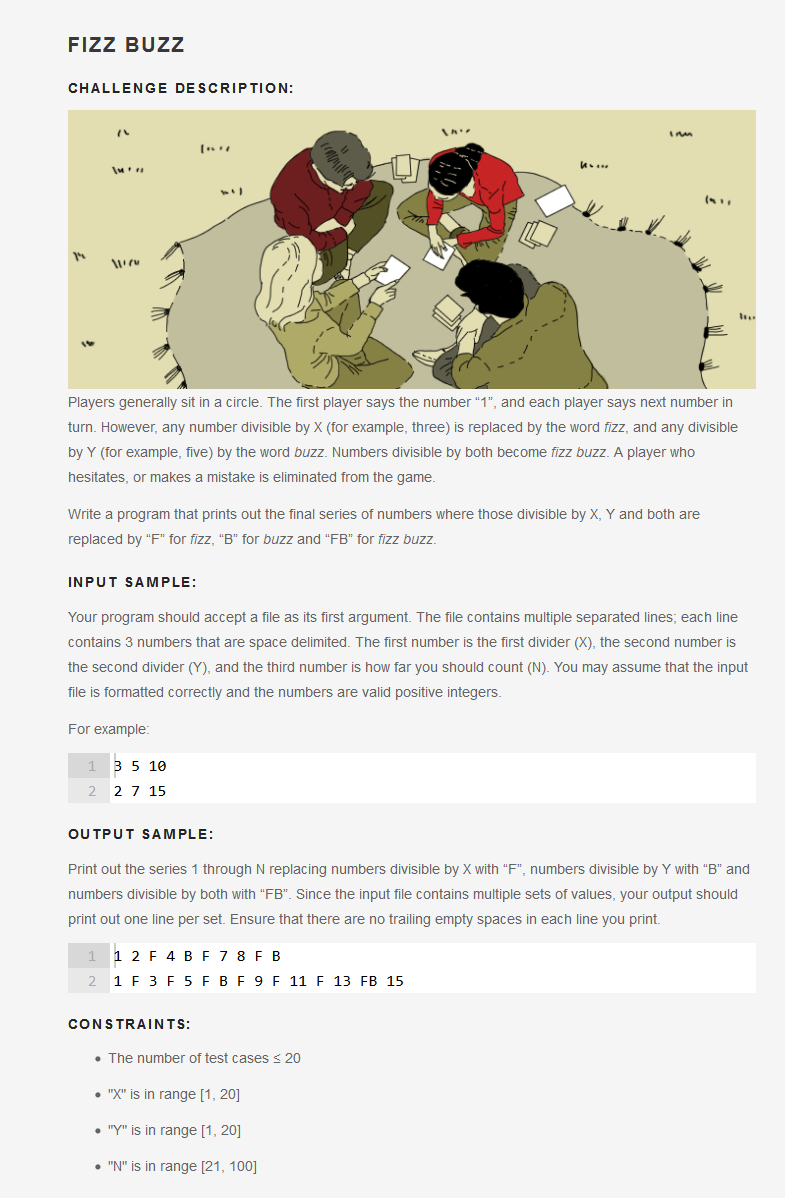 FIZZ BUZZ
CHALLENGE DESCRIPTION:
Players generally sit in a circle. The first player says the number “1”, and each player says next number in
turn. However, any number divisible by X (for example, three) is replaced by the word fizz, and any divisible
by Y (for example, five) by the word buzz. Numbers divisible by both become fizz buzz. A player who
hesitates, or makes a mistake is eliminated from the game.
Write a program that prints out the final series of numbers where those divisible by X, Y and both are
replaced by “F” for fizz, “B” for buzz and “FB” for fizz buzz.
INPUT SAMPLE:
Your program should accept a file as its first argument. The file contains multiple separated lines; each line
contains 3 numbers that are space delimited. The first number is the first divider (X), the second number is
the second divider (Y), and the third number is how far you should count (N). You may assume that the input
file is formatted correctly and the numbers are valid positive integers.
For example:
1 3 5 10
2 2 7 15
OUTPUT SAMPLE:
Print out the series 1 through N replacing numbers divisible by X with “F”, numbers divisible by Y with “B” and
numbers divisible by both with “FB”. Since the input file contains multiple sets of values, your output should
print out one line per set. Ensure that there are no trailing empty spaces in each line you print.
1 1 2 F 4 B F 7 8 F B
2 1 F 3 F 5 F B F 9 F 11 F 13 FB 15
CONSTRAINTS:
• The number of test cases ≤ 20
• "X" is in range [1, 20]
• "Y" is in range [1, 20]
• "N" is in range [21, 100]